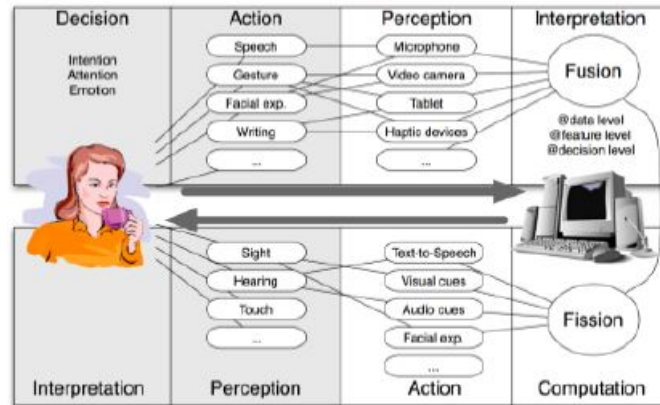 Decision
Action
Perception
Interpretation
Intention
Attention
Emotion
Speech
Gesture
Facial exp.
Writing
...
Microphone
Video camera
Tablet
Haptic devices
...
Fusion
@data level
@feature level
@decision level
Sight
Hearing
Touch
...
Text-to-Speech
Visual cues
Audio cues
Facial exp.
...
Fission
Interpretation
Perception
Action
Computation